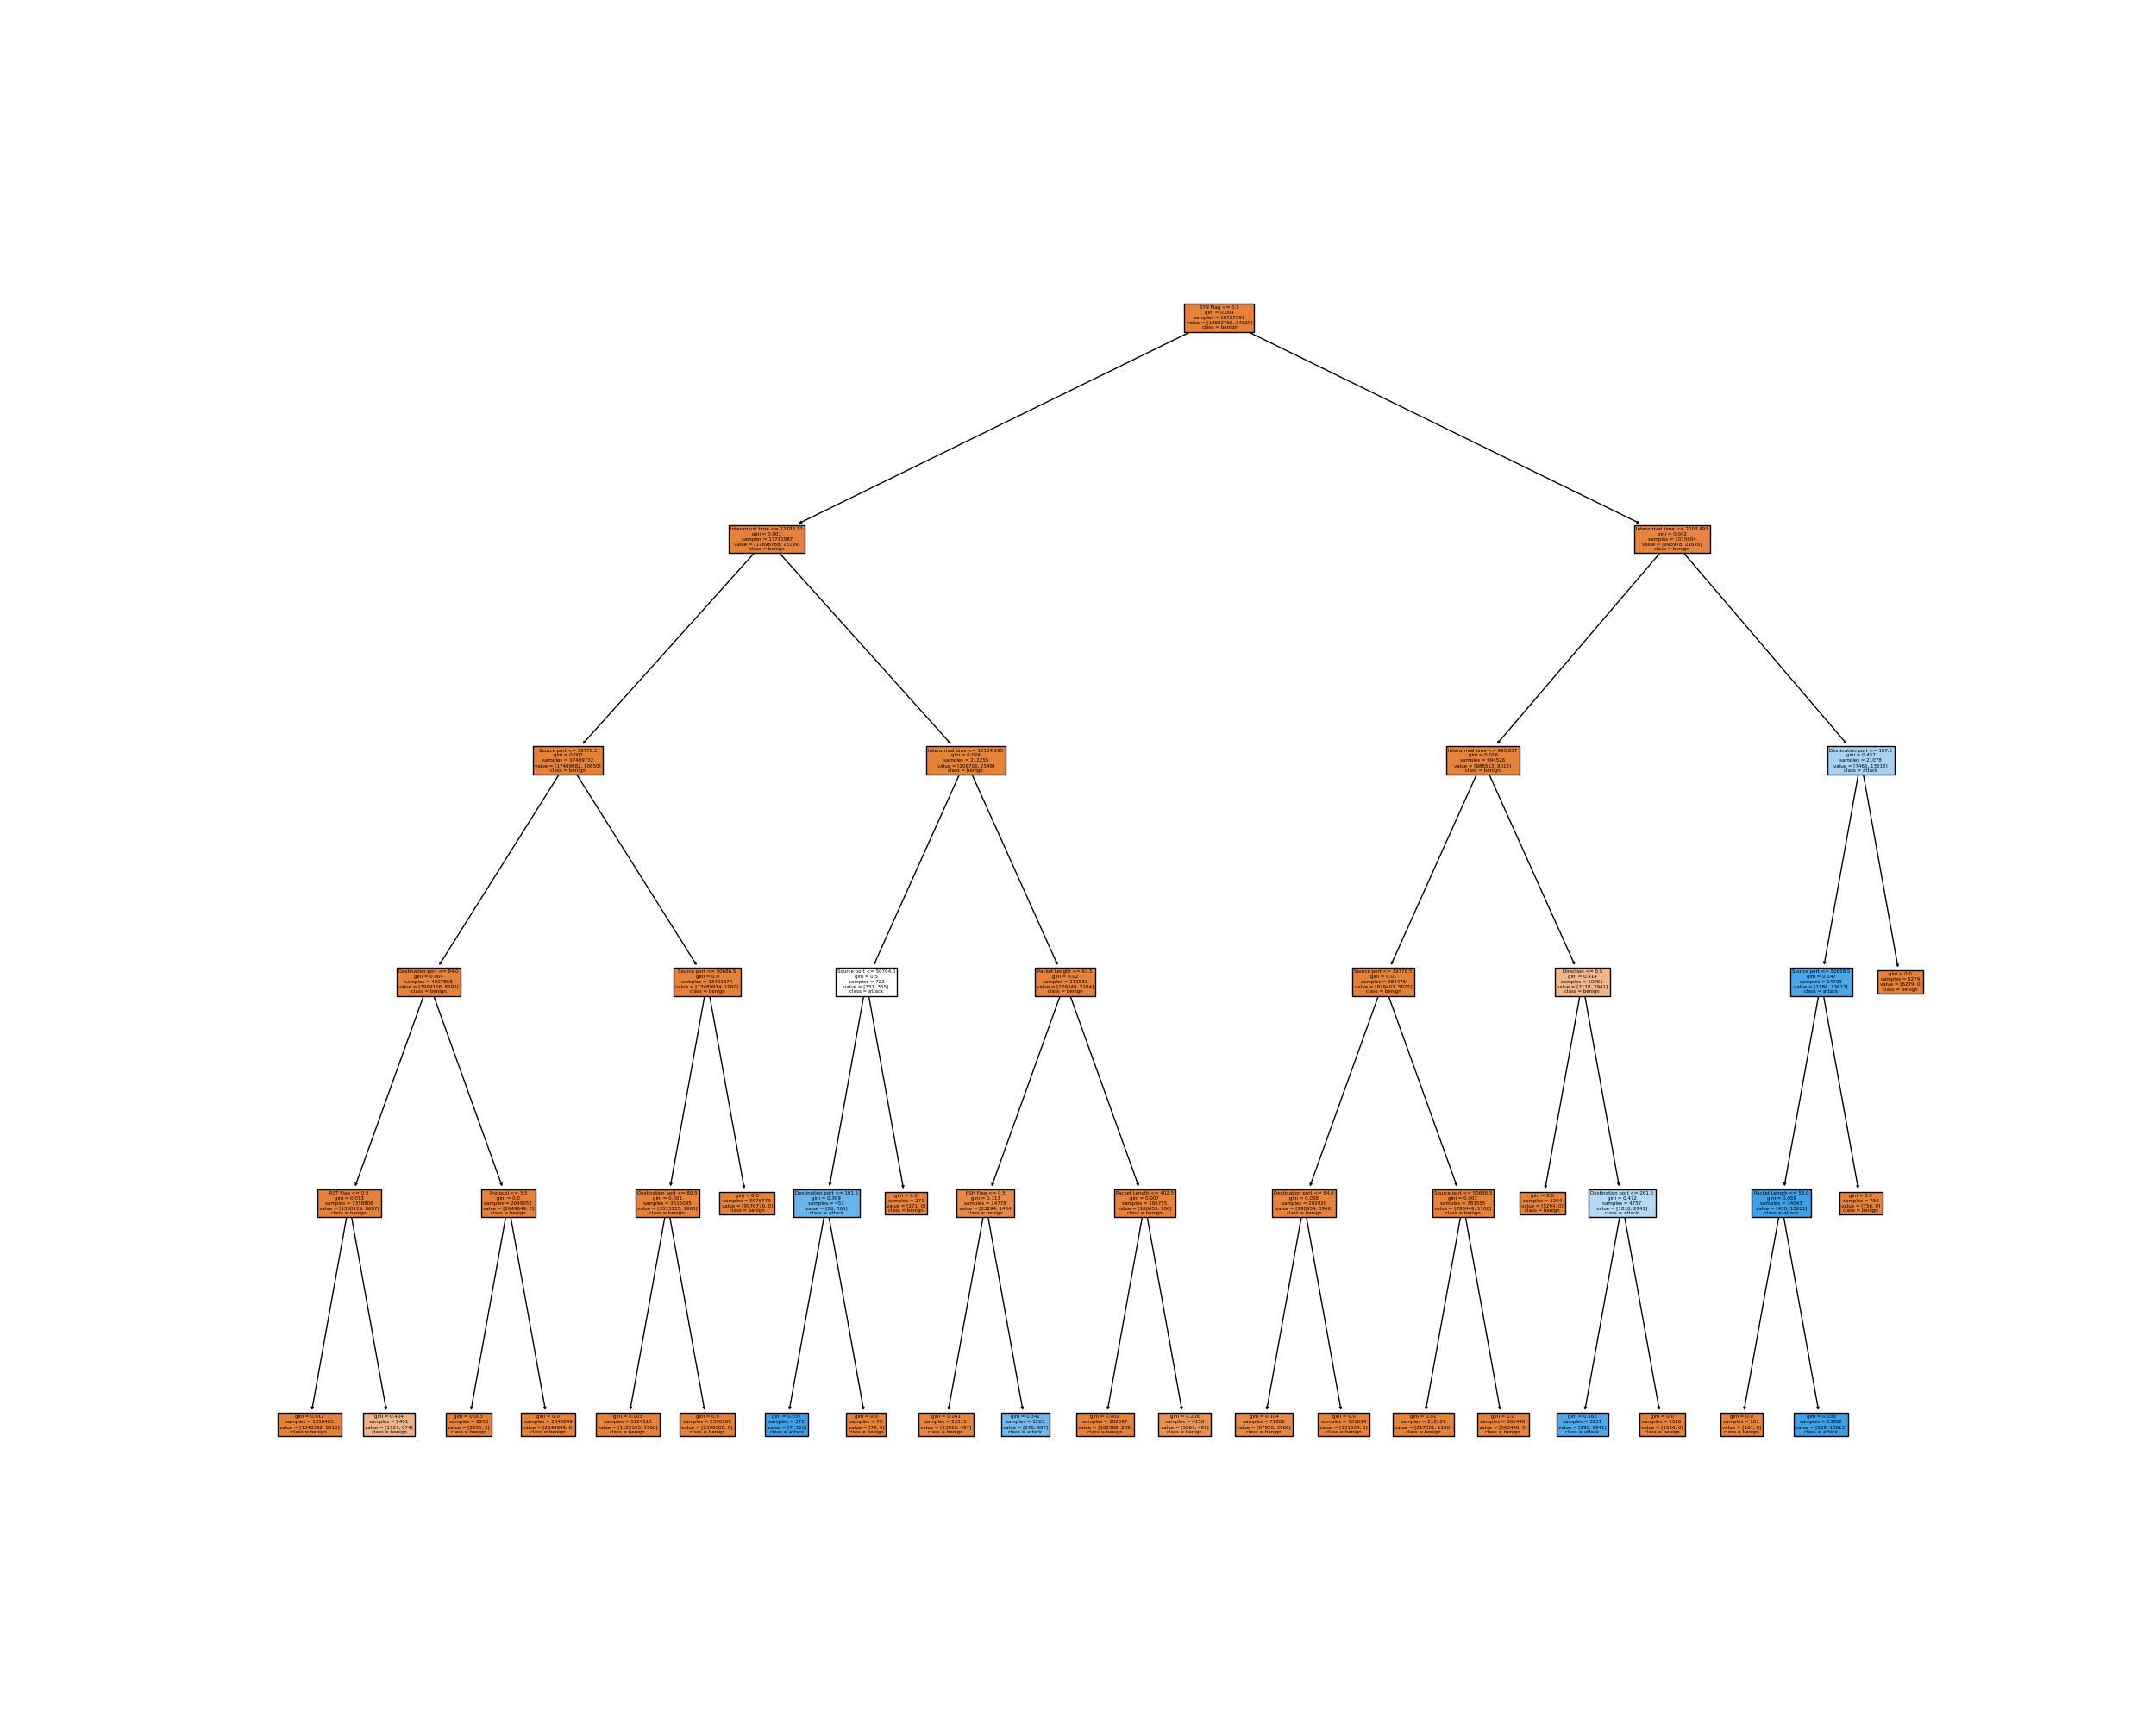 SYN Flag <= 0.5
gini = 0.004
samples = 18727591
value = [18692766, 34825]
class = benign
Interarrival time <= 12788.12
gini = 0.001
samples = 17711987
value = [17698788, 13199]
class = benign
Interarrival time <= 2003.493
gini = 0.042
samples = 1015604
value = [993978, 21626]
class = benign
Source port <= 39778.5
gini = 0.001
samples = 17499732
value = [17489082, 10650]
class = benign
Interarrival time <= 13104.195
gini = 0.024
samples = 212255
value = [209706, 2549]
class = benign
Interarrival time <= 995.837
gini = 0.016
samples = 994526
value = [986513, 8013]
class = benign
Destination port <= 107.5
gini = 0.457
samples = 21078
value = [7465, 13613]
class = attack
Destination port <= 84.0
gini = 0.004
samples = 4007858
value = [3999168, 8690]
class = benign
Source port <= 50686.5
gini = 0.0
samples = 13491874
value = [13489914, 1960]
class = benign
Source port <= 50764.0
gini = 0.5
samples = 722
value = [357, 365]
class = attack
Packet Length <= 67.5
gini = 0.02
samples = 211533
value = [209349, 2184]
class = benign
Source port <= 39778.5
gini = 0.01
samples = 984475
value = [979403, 5072]
class = benign
Direction <= 0.5
gini = 0.414
samples = 10051
value = [7110, 2941]
class = benign
Source port <= 50658.5
gini = 0.147
samples = 14799
value = [1186, 13613]
class = attack
gini = 0.0
samples = 6279
value = [6279, 0]
class = benign
RST Flag <= 0.5
gini = 0.013
samples = 1358806
value = [1350119, 8687]
class = benign
Protocol <= 3.5
gini = 0.0
samples = 2649052
value = [2649049, 3]
class = benign
Destination port <= 80.5
gini = 0.001
samples = 3515095
value = [3513135, 1960]
class = benign
gini = 0.0
samples = 9976779
value = [9976779, 0]
class = benign
Destination port <= 101.5
gini = 0.309
samples = 451
value = [86, 365]
class = attack
gini = 0.0
samples = 271
value = [271, 0]
class = benign
PSH Flag <= 0.5
gini = 0.113
samples = 24778
value = [23294, 1484]
class = benign
Packet Length <= 402.5
gini = 0.007
samples = 186755
value = [186055, 700]
class = benign
Destination port <= 84.0
gini = 0.038
samples = 202920
value = [198954, 3966]
class = benign
Source port <= 50686.5
gini = 0.003
samples = 781555
value = [780449, 1106]
class = benign
gini = 0.0
samples = 5294
value = [5294, 0]
class = benign
Destination port <= 261.5
gini = 0.472
samples = 4757
value = [1816, 2941]
class = attack
Packet Length <= 56.0
gini = 0.059
samples = 14043
value = [430, 13613]
class = attack
gini = 0.0
samples = 756
value = [756, 0]
class = benign
gini = 0.012
samples = 1356405
value = [1348392, 8013]
class = benign
gini = 0.404
samples = 2401
value = [1727, 674]
class = benign
gini = 0.003
samples = 2203
value = [2200, 3]
class = benign
gini = 0.0
samples = 2646849
value = [2646849, 0]
class = benign
gini = 0.003
samples = 1124515
value = [1122555, 1960]
class = benign
gini = 0.0
samples = 2390580
value = [2390580, 0]
class = benign
gini = 0.037
samples = 372
value = [7, 365]
class = attack
gini = 0.0
samples = 79
value = [79, 0]
class = benign
gini = 0.041
samples = 23515
value = [23018, 497]
class = benign
gini = 0.342
samples = 1263
value = [276, 987]
class = attack
gini = 0.002
samples = 182597
value = [182388, 209]
class = benign
gini = 0.208
samples = 4158
value = [3667, 491]
class = benign
gini = 0.104
samples = 71886
value = [67920, 3966]
class = benign
gini = 0.0
samples = 131034
value = [131034, 0]
class = benign
gini = 0.01
samples = 218107
value = [217001, 1106]
class = benign
gini = 0.0
samples = 563448
value = [563448, 0]
class = benign
gini = 0.163
samples = 3231
value = [290, 2941]
class = attack
gini = 0.0
samples = 1526
value = [1526, 0]
class = benign
gini = 0.0
samples = 161
value = [161, 0]
class = benign
gini = 0.038
samples = 13882
value = [269, 13613]
class = attack